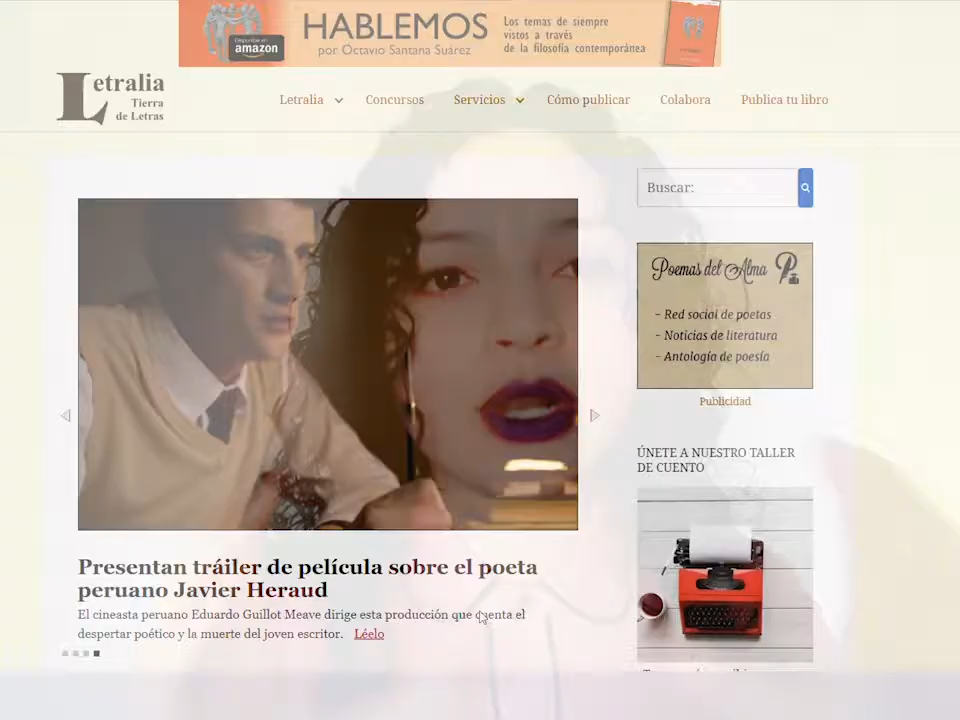 HABLEMOS
por Octavio Santana Suárez
Disponible en
amazon
Los temas de siempre
vistos a través
de la filosofía contemporánea
Letralia
Tierra
de Letras
Letralia
Concursos
Servicios
Cómo publicar
Colabora
Publica tu libro
Buscar:
Poemas del Alma
- Red social de poetas
- Noticias de literatura
- Antología de poesía
Publicidad
ÚNETE A NUESTRO TALLER
DE CUENTO
Presentan tráiler de película sobre el poeta
peruano Javier Heraud
El cineasta peruano Eduardo Guillot Meave dirige esta producción que cuenta el
despertar poético y la muerte del joven escritor. Léelo